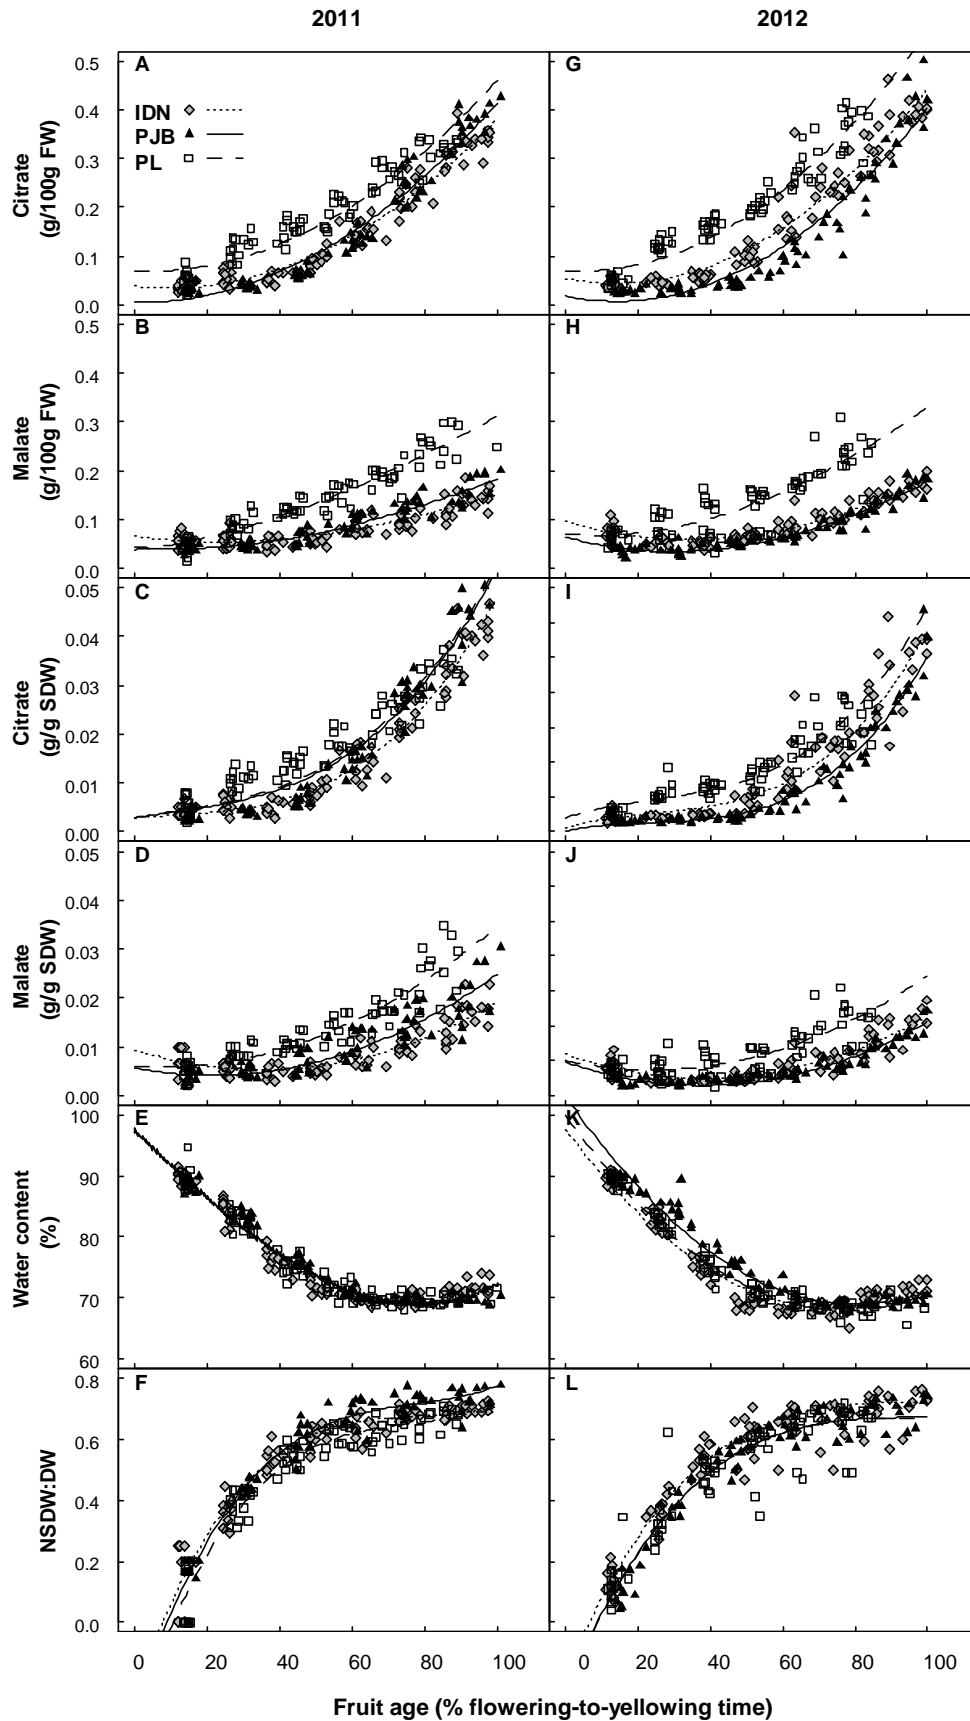 2011
2012
A
IDN
PJB
PL
0.5
0.4
0.3
0.2
0.1
0.0
Citrate
(g/100g FW)
G
B
0.5
0.4
0.3
0.2
0.1
0.0
Malate
(g/100g FW)
H
C
0.05
0.04
0.03
0.02
0.01
0.00
Citrate
(g/g SDW)
I
D
0.05
0.04
0.03
0.02
0.01
0.00
Malate
(g/g SDW)
J
E
100
90
80
70
60
Water content
(%)
K
F
0.8
0.6
0.4
0.2
0.0
NSDW:DW
L
0 20 40 60 80 100
0 20 40 60 80 100
Fruit age (% flowering-to-yellowing time)